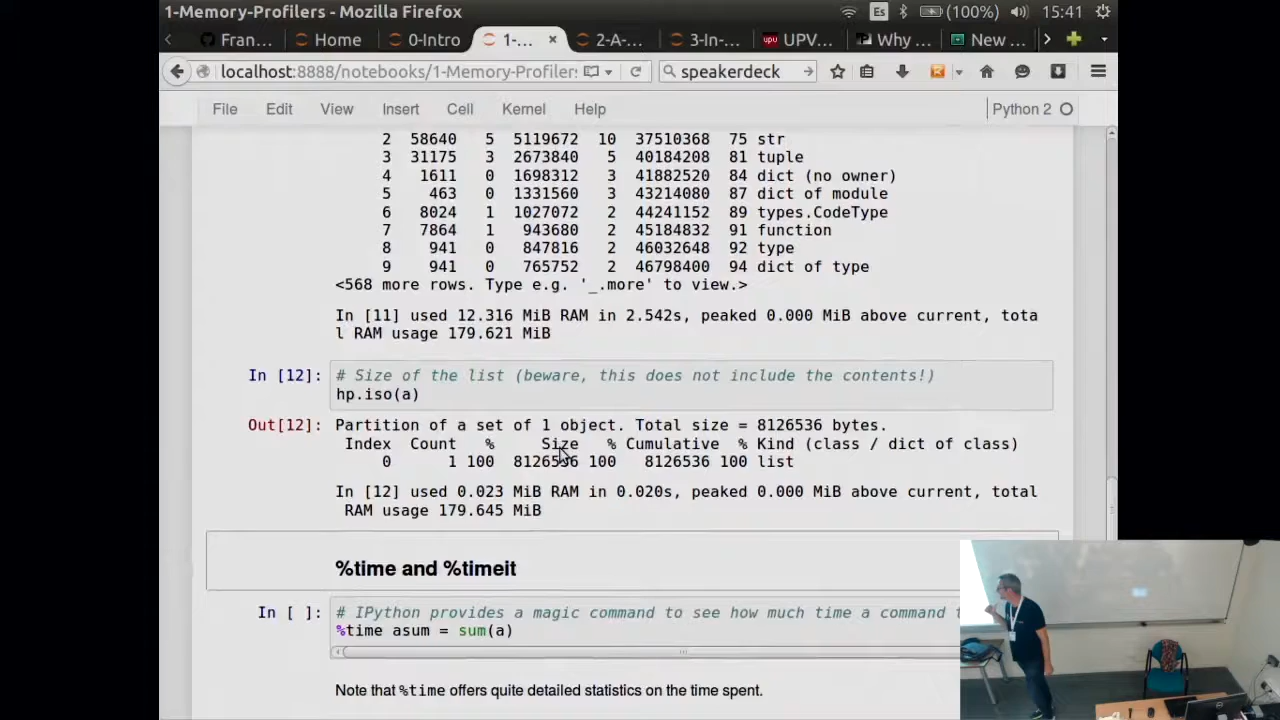 1-Memory-Profilers - Mozilla Firefox
Es
(100%)
15:41
Fran...
Home
0-Intro
1-...
2-A-...
3-In-...
upu UPV...
Why ...
New ...
localhost:8888/notebooks/1-Memory-Profilers
speakerdeck
File Edit View Insert Cell Kernel Help
Python 2
2 58640 5 5119672 10 37510368 75 str
3 31175 3 2673840 5 40184208 81 tuple
4 1611 0 1698312 3 41882520 84 dict (no owner)
5 463 0 1331560 3 43214080 87 dict of module
6 8024 1 1027072 2 44241152 89 types.CodeType
7 7864 1 943680 2 45184832 91 function
8 941 0 847816 2 46032648 92 type
9 941 0 765752 2 46798400 94 dict of type
<568 more rows. Type e.g. '_.more' to view.>
In [11] used 12.316 MiB RAM in 2.542s, peaked 0.000 MiB above current, tota
l RAM usage 179.621 MiB
In [12]:
# Size of the list (beware, this does not include the contents!)
hp.iso(a)
Out[12]:
Partition of a set of 1 object. Total size = 8126536 bytes.
Index Count % Size % Cumulative % Kind (class / dict of class)
0 1 100 8126536 100 8126536 100 list
In [12] used 0.023 MiB RAM in 0.020s, peaked 0.000 MiB above current, total
RAM usage 179.645 MiB
%time and %timeit
In [ ]:
# IPython provides a magic command to see how much time a command
%time asum = sum(a)
Note that %time offers quite detailed statistics on the time spent.